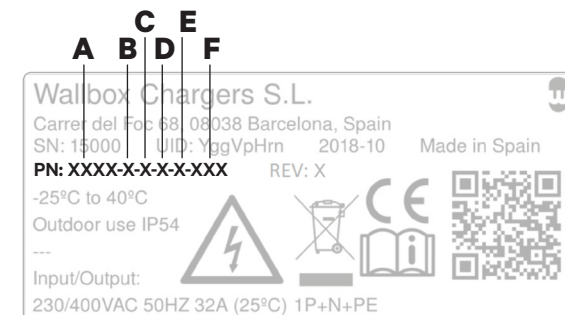 C E
A B D F
Wallbox Chargers S.L.
Carrer del Foc 68, 08038 Barcelona, Spain
SN: 15000 UID: YggVpHrn 2018-10 Made in Spain
PN: XXXX-X-X-X-X-XXX REV: X
-25ºC to 40ºC
Outdoor use IP54
---
Input/Output:
230/400VAC 50HZ 32A (25ºC) 1P+N+PE